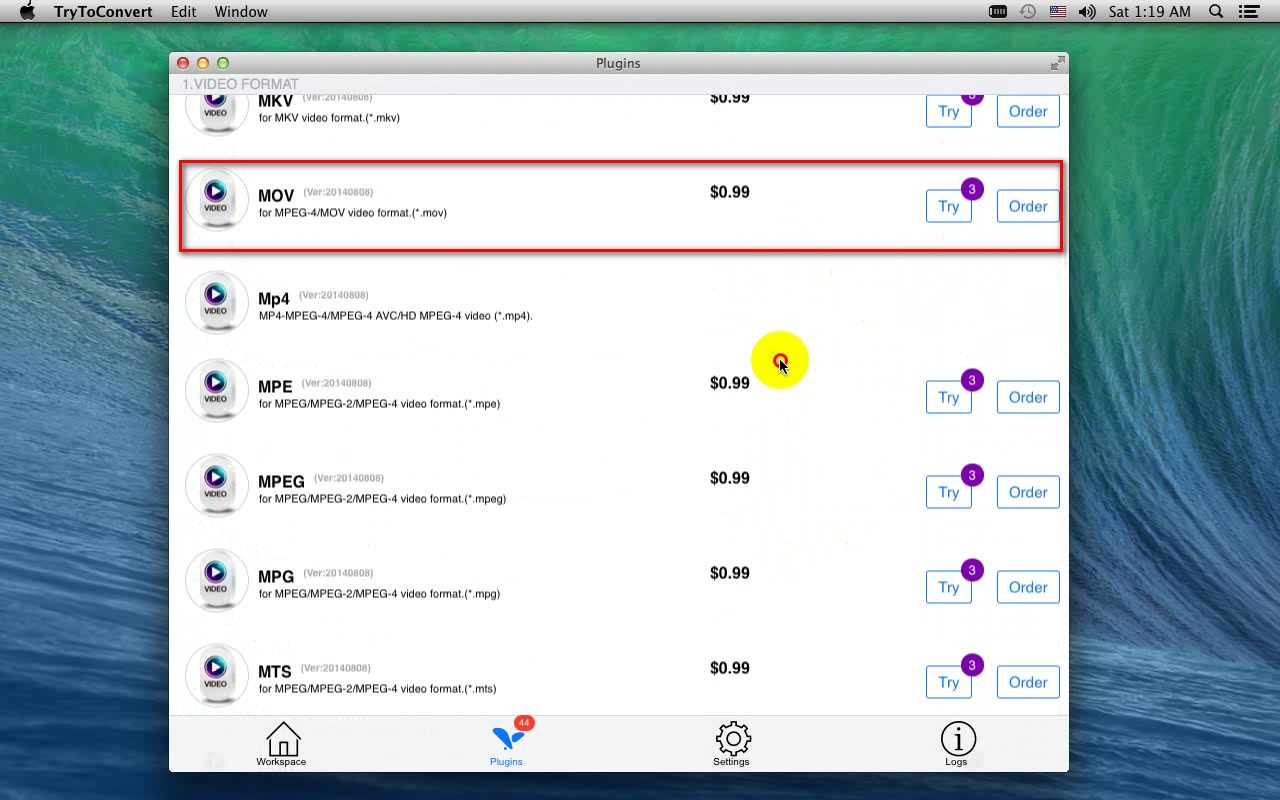 TryToConvert Edit Window Sat 1:19 AM
Plugins
1.VIDEO FORMAT
VIDEO MKV (Ver:20140808) $0.99 3
for MKV video format.(*.mkv) Try Order
VIDEO MOV (Ver:20140808) $0.99 3
for MPEG-4/MOV video format.(*.mov) Try Order
VIDEO Mp4 (Ver:20140808)
MP4-MPEG-4/MPEG-4 AVC/HD MPEG-4 video (*.mp4).
VIDEO MPE (Ver:20140808) $0.99 3
for MPEG/MPEG-2/MPEG-4 video format.(*.mpe) Try Order
VIDEO MPEG (Ver:20140808) $0.99 3
for MPEG/MPEG-2/MPEG-4 video format.(*.mpeg) Try Order
VIDEO MPG (Ver:20140808) $0.99 3
for MPEG/MPEG-2/MPEG-4 video format.(*.mpg) Try Order
VIDEO MTS (Ver:20140808) $0.99 3
for MPEG/MPEG-2/MPEG-4 video format.(*.mts) Try Order
44
Workspace Plugins Settings Logs